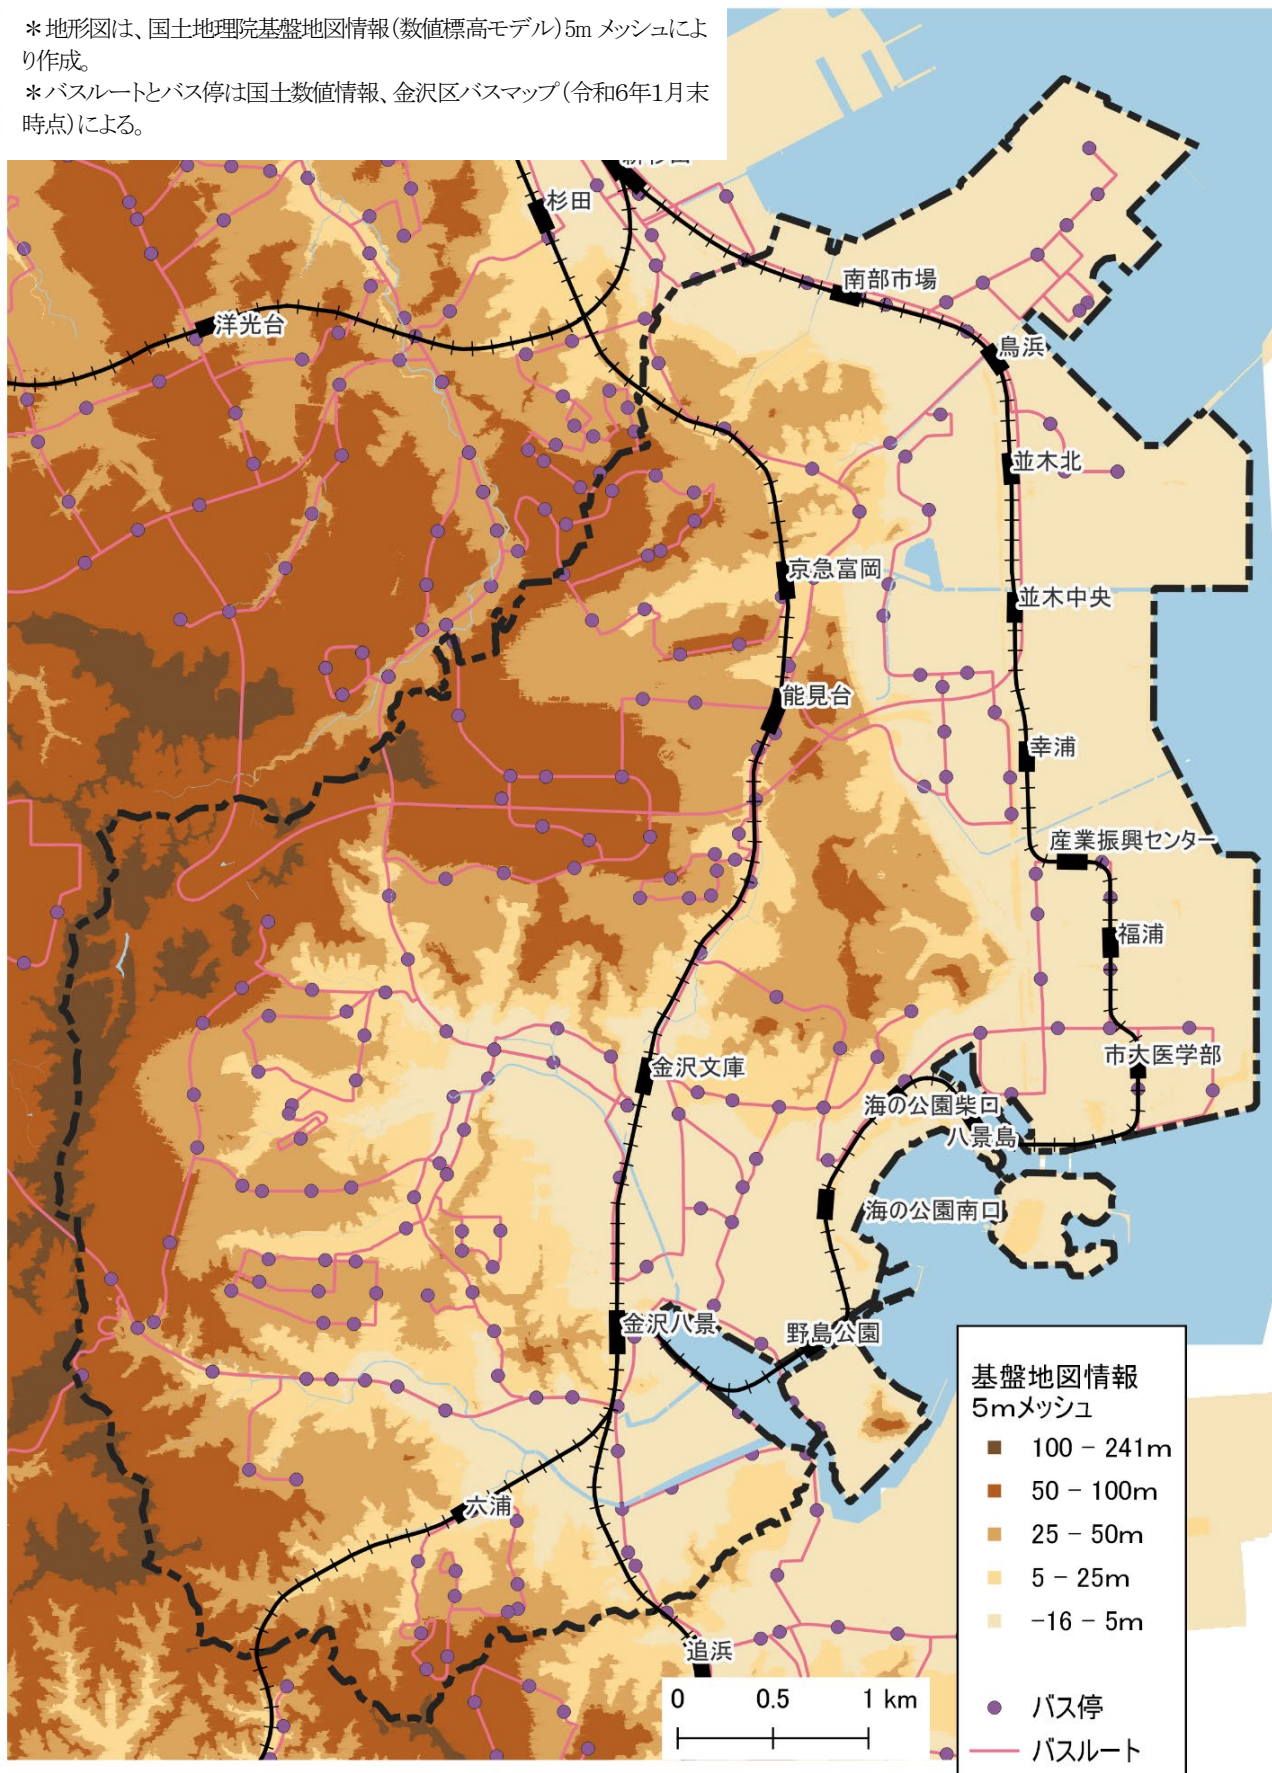 ＊地形図は、国土地理院基盤地図情報(数値標高モデル)5m メッシュによ
り作成。
＊バスルートとバス停は国土数値情報、金沢区バスマップ(令和6年1月末
時点)による。
新杉田
杉田
南部市場
洋光台
鳥浜
並木北
京急富岡
並木中央
能見台
幸浦
産業振興センター
福浦
市大医学部
金沢文庫
海の公園柴口
八景島
海の公園南口
金沢八景
野島公園
六浦
追浜
基盤地図情報
5mメッシュ
100 - 241m
50 - 100m
25 - 50m
5 - 25m
-16 - 5m
バス停
バスルート
0 0.5 1 km